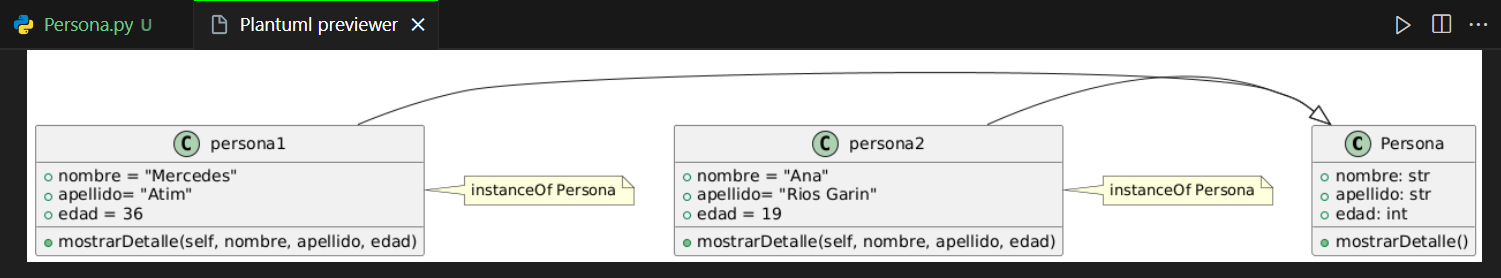 Persona.py U
Plantuml previewer
C persona1
nombre = "Mercedes"
apellido= "Atim"
edad = 36
mostrarDetalle(self, nombre, apellido, edad)
instanceOf Persona
C persona2
nombre = "Ana"
apellido= "Rios Garin"
edad = 19
mostrarDetalle(self, nombre, apellido, edad)
instanceOf Persona
C Persona
nombre: str
apellido: str
edad: int
mostrarDetalle()